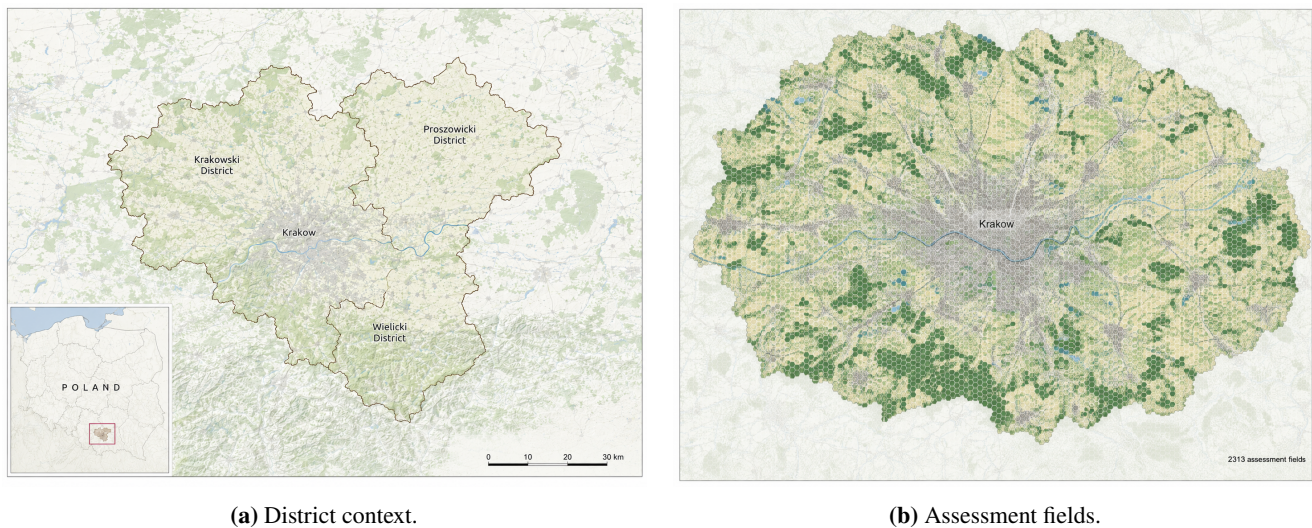 Proszowicki
District
Krakowski
District
Krakow
Wielicki
District
POLAND
0 10 20 30 km
(a) District context.
Krakow
2313 assessment fields
(b) Assessment fields.